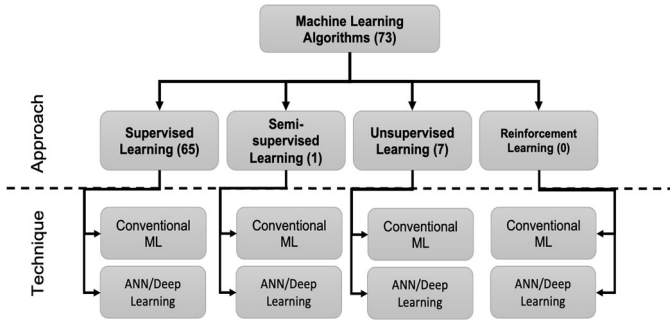 Machine Learning
Algorithms (73)
Approach
Supervised
Learning (65)
Semi-
supervised
Learning (1)
Unsupervised
Learning (7)
Reinforcement
Learning (0)
Technique
Conventional
ML
Conventional
ML
Conventional
ML
Conventional
ML
ANN/Deep
Learning
ANN/Deep
Learning
ANN/Deep
Learning
ANN/Deep
Learning